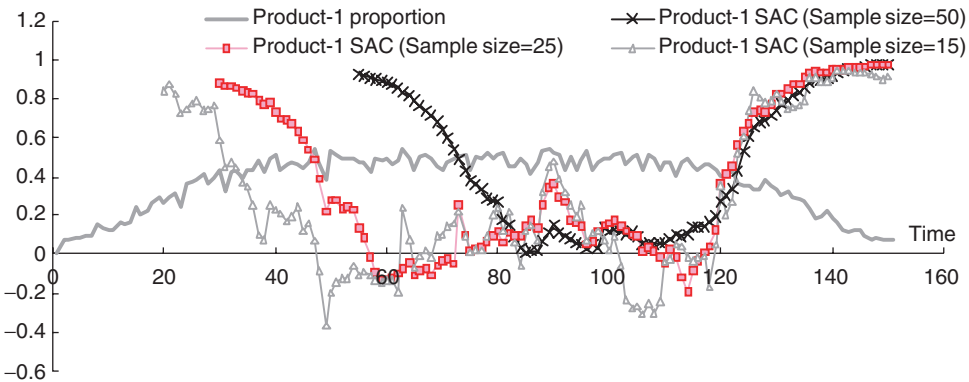 Product-1 proportion
Product-1 SAC (Sample size=50)
Product-1 SAC (Sample size=25)
Product-1 SAC (Sample size=15)
1.2
1
0.8
0.6
0.4
0.2
0
−0.2
−0.4
−0.6
0 20 40 60 80 100 120 140 160
Time